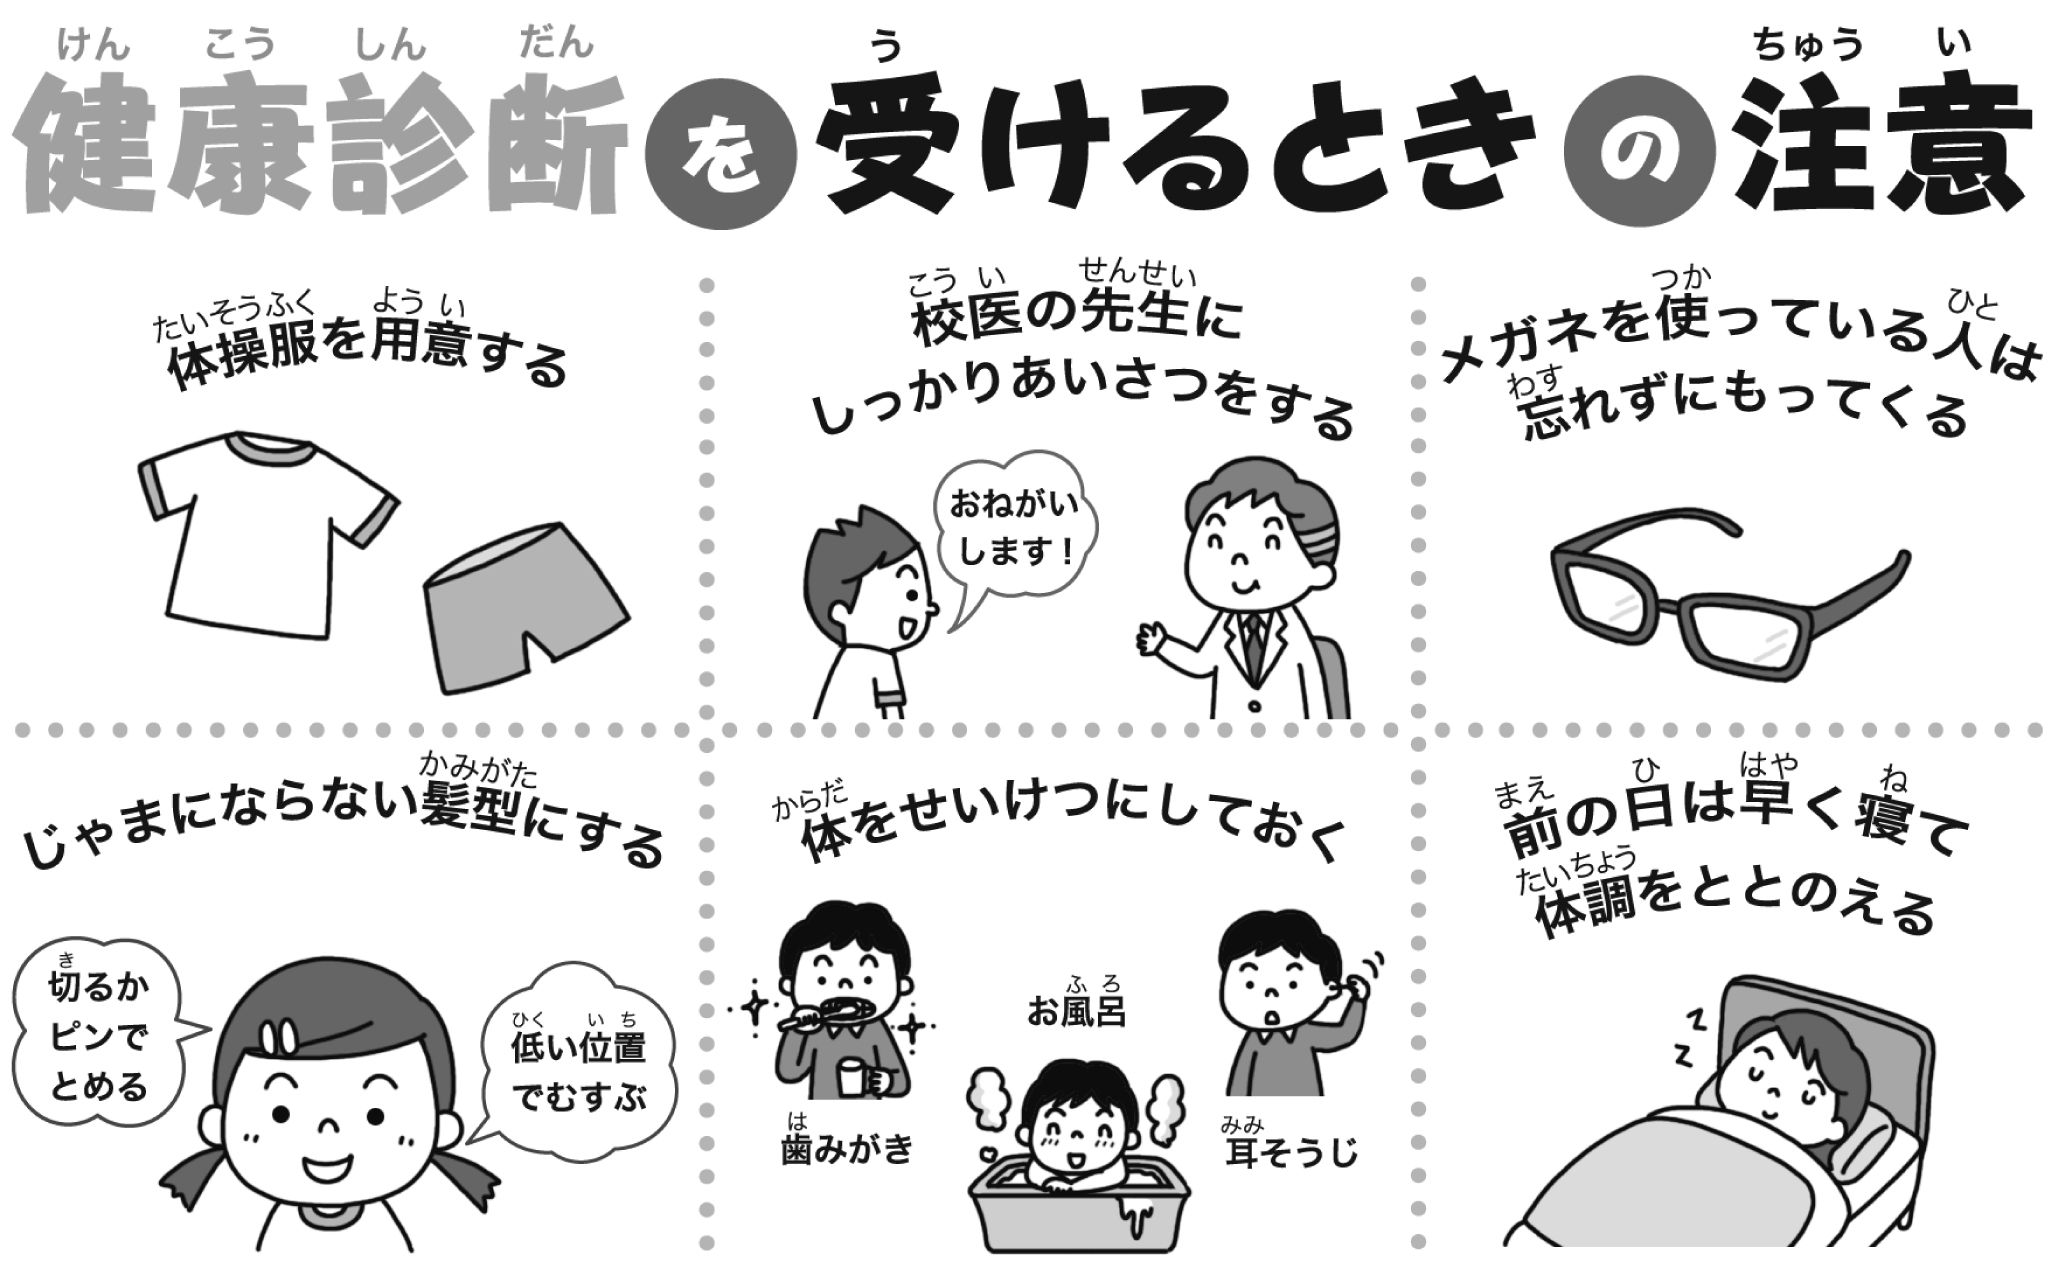 けんこうしんだん う ちゅうい
健康診断を受けるときの注意
たいそうふく ようい
体操服を用意する
こうい せんせい
校医の先生に
しっかりあいさつをする
おねがい
します！
つか ひと
メガネを使っている人は
わす
忘れずにもってくる
かみがた
じゃまにならない髪型にする
き
切るか
ピンで
とめる
ひく いち
低い位置
でむすぶ
からだ
体をせいけつにしておく
は
歯みがき
ふろ
お風呂
みみ
耳そうじ
まえ ひ はや ね
前の日は早く寝て
たいちょう
体調をととのえる
z
z